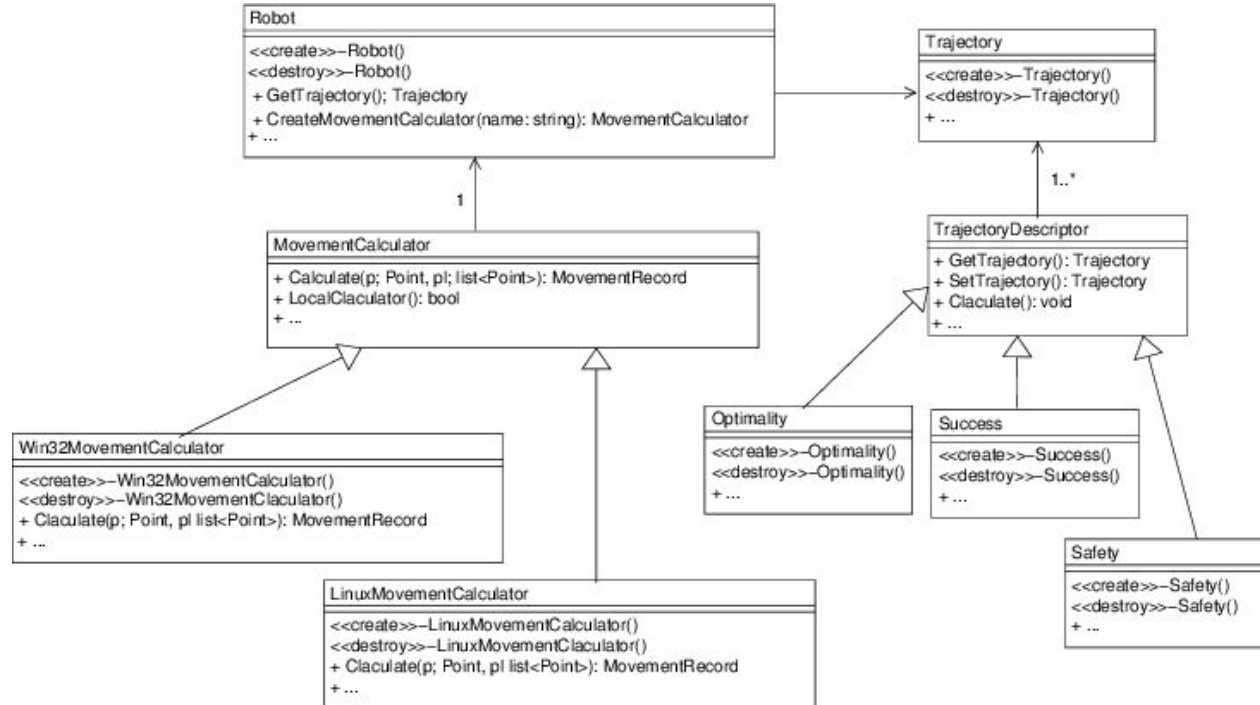 Robot
<<create>>–Robot()
<<destroy>>–Robot()
+ GetTrajectory(); Trajectory
+ CreateMovementCalculator(name: string): MovementCalculator
+ ...
Trajectory
<<create>>–Trajectory()
<<destroy>>–Trajectory()
+ ...
1
1..*
MovementCalculator
+ Calculate(p; Point, pl; list<Point>): MovementRecord
+ LocalClaculator(): bool
+ ...
TrajectoryDescriptor
+ GetTrajectory(): Trajectory
+ SetTrajectory(): Trajectory
+ Claculate(): void
+ ...
Win32MovementCalculator
<<create>>–Win32MovementCalculator()
<<destroy>>–Win32MovementClaculator()
+ Claculate(p; Point, pl list<Point>): MovementRecord
+ ...
Optimality
<<create>>–Optimality()
<<destroy>>–Optimality()
+ ...
Success
<<create>>–Success()
<<destroy>>–Success()
+ ...
LinuxMovementCalculator
<<create>>–LinuxMovementCalculator()
<<destroy>>–LinuxMovementClaculator()
+ Claculate(p; Point, pl list<Point>): MovementRecord
+ ...
Safety
<<create>>–Safety()
<<destroy>>–Safety()
+ ...